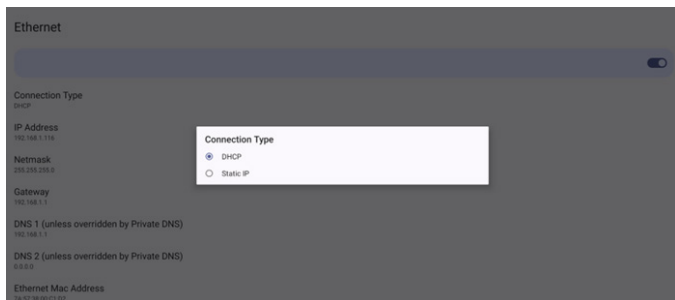 Ethernet
Connection Type
DHCP
IP Address
192.168.1.116
Netmask
255.255.255.0
Gateway
192.168.1.1
DNS 1 (unless overridden by Private DNS)
192.168.1.1
DNS 2 (unless overridden by Private DNS)
0.0.0.0
Ethernet Mac Address
Connection Type
DHCP
Static IP